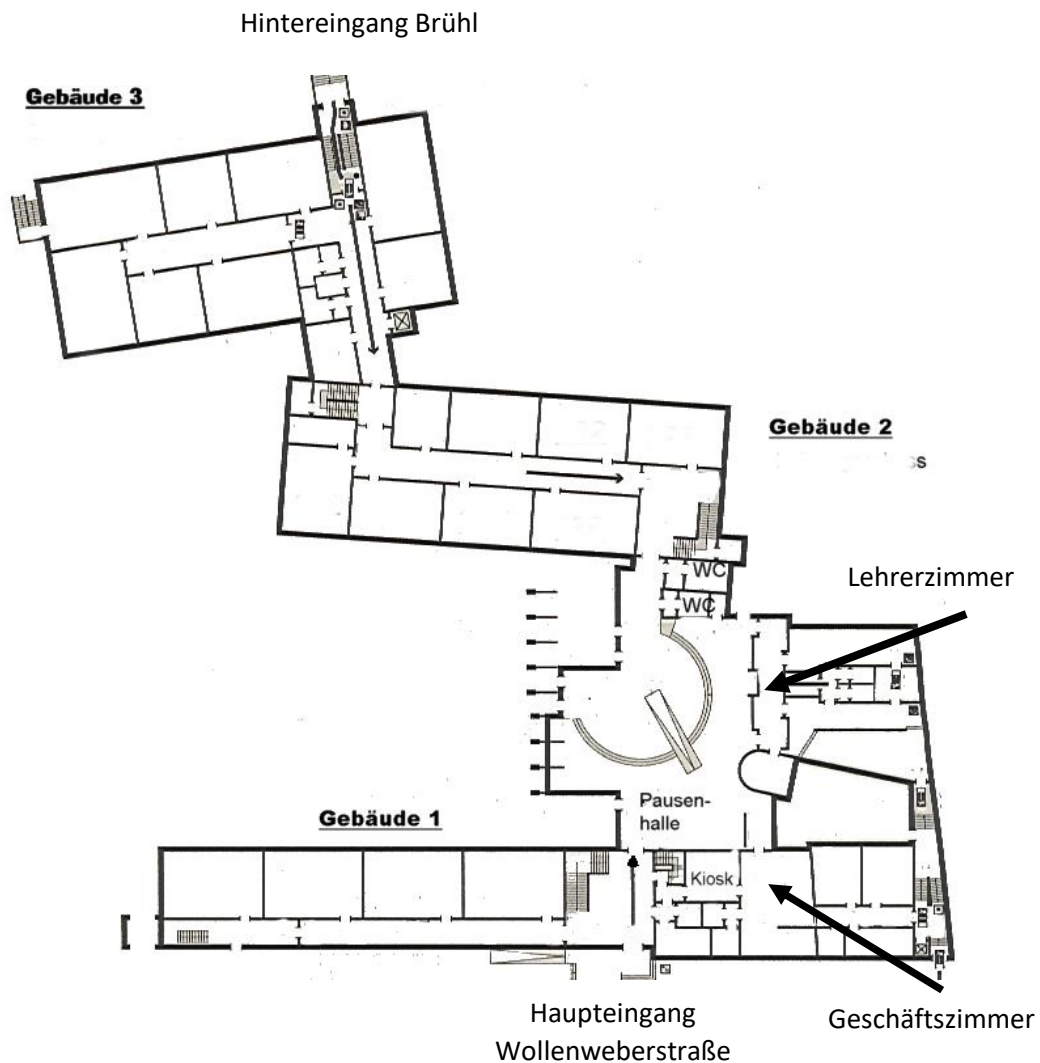 Hintereingang Brühl
Gebäude 3
Gebäude 2
WC
Lehrerzimmer
WC
Pausen-
halle
Gebäude 1
Kiosk
Haupteingang
Wollenweberstraße
Geschäftszimmer